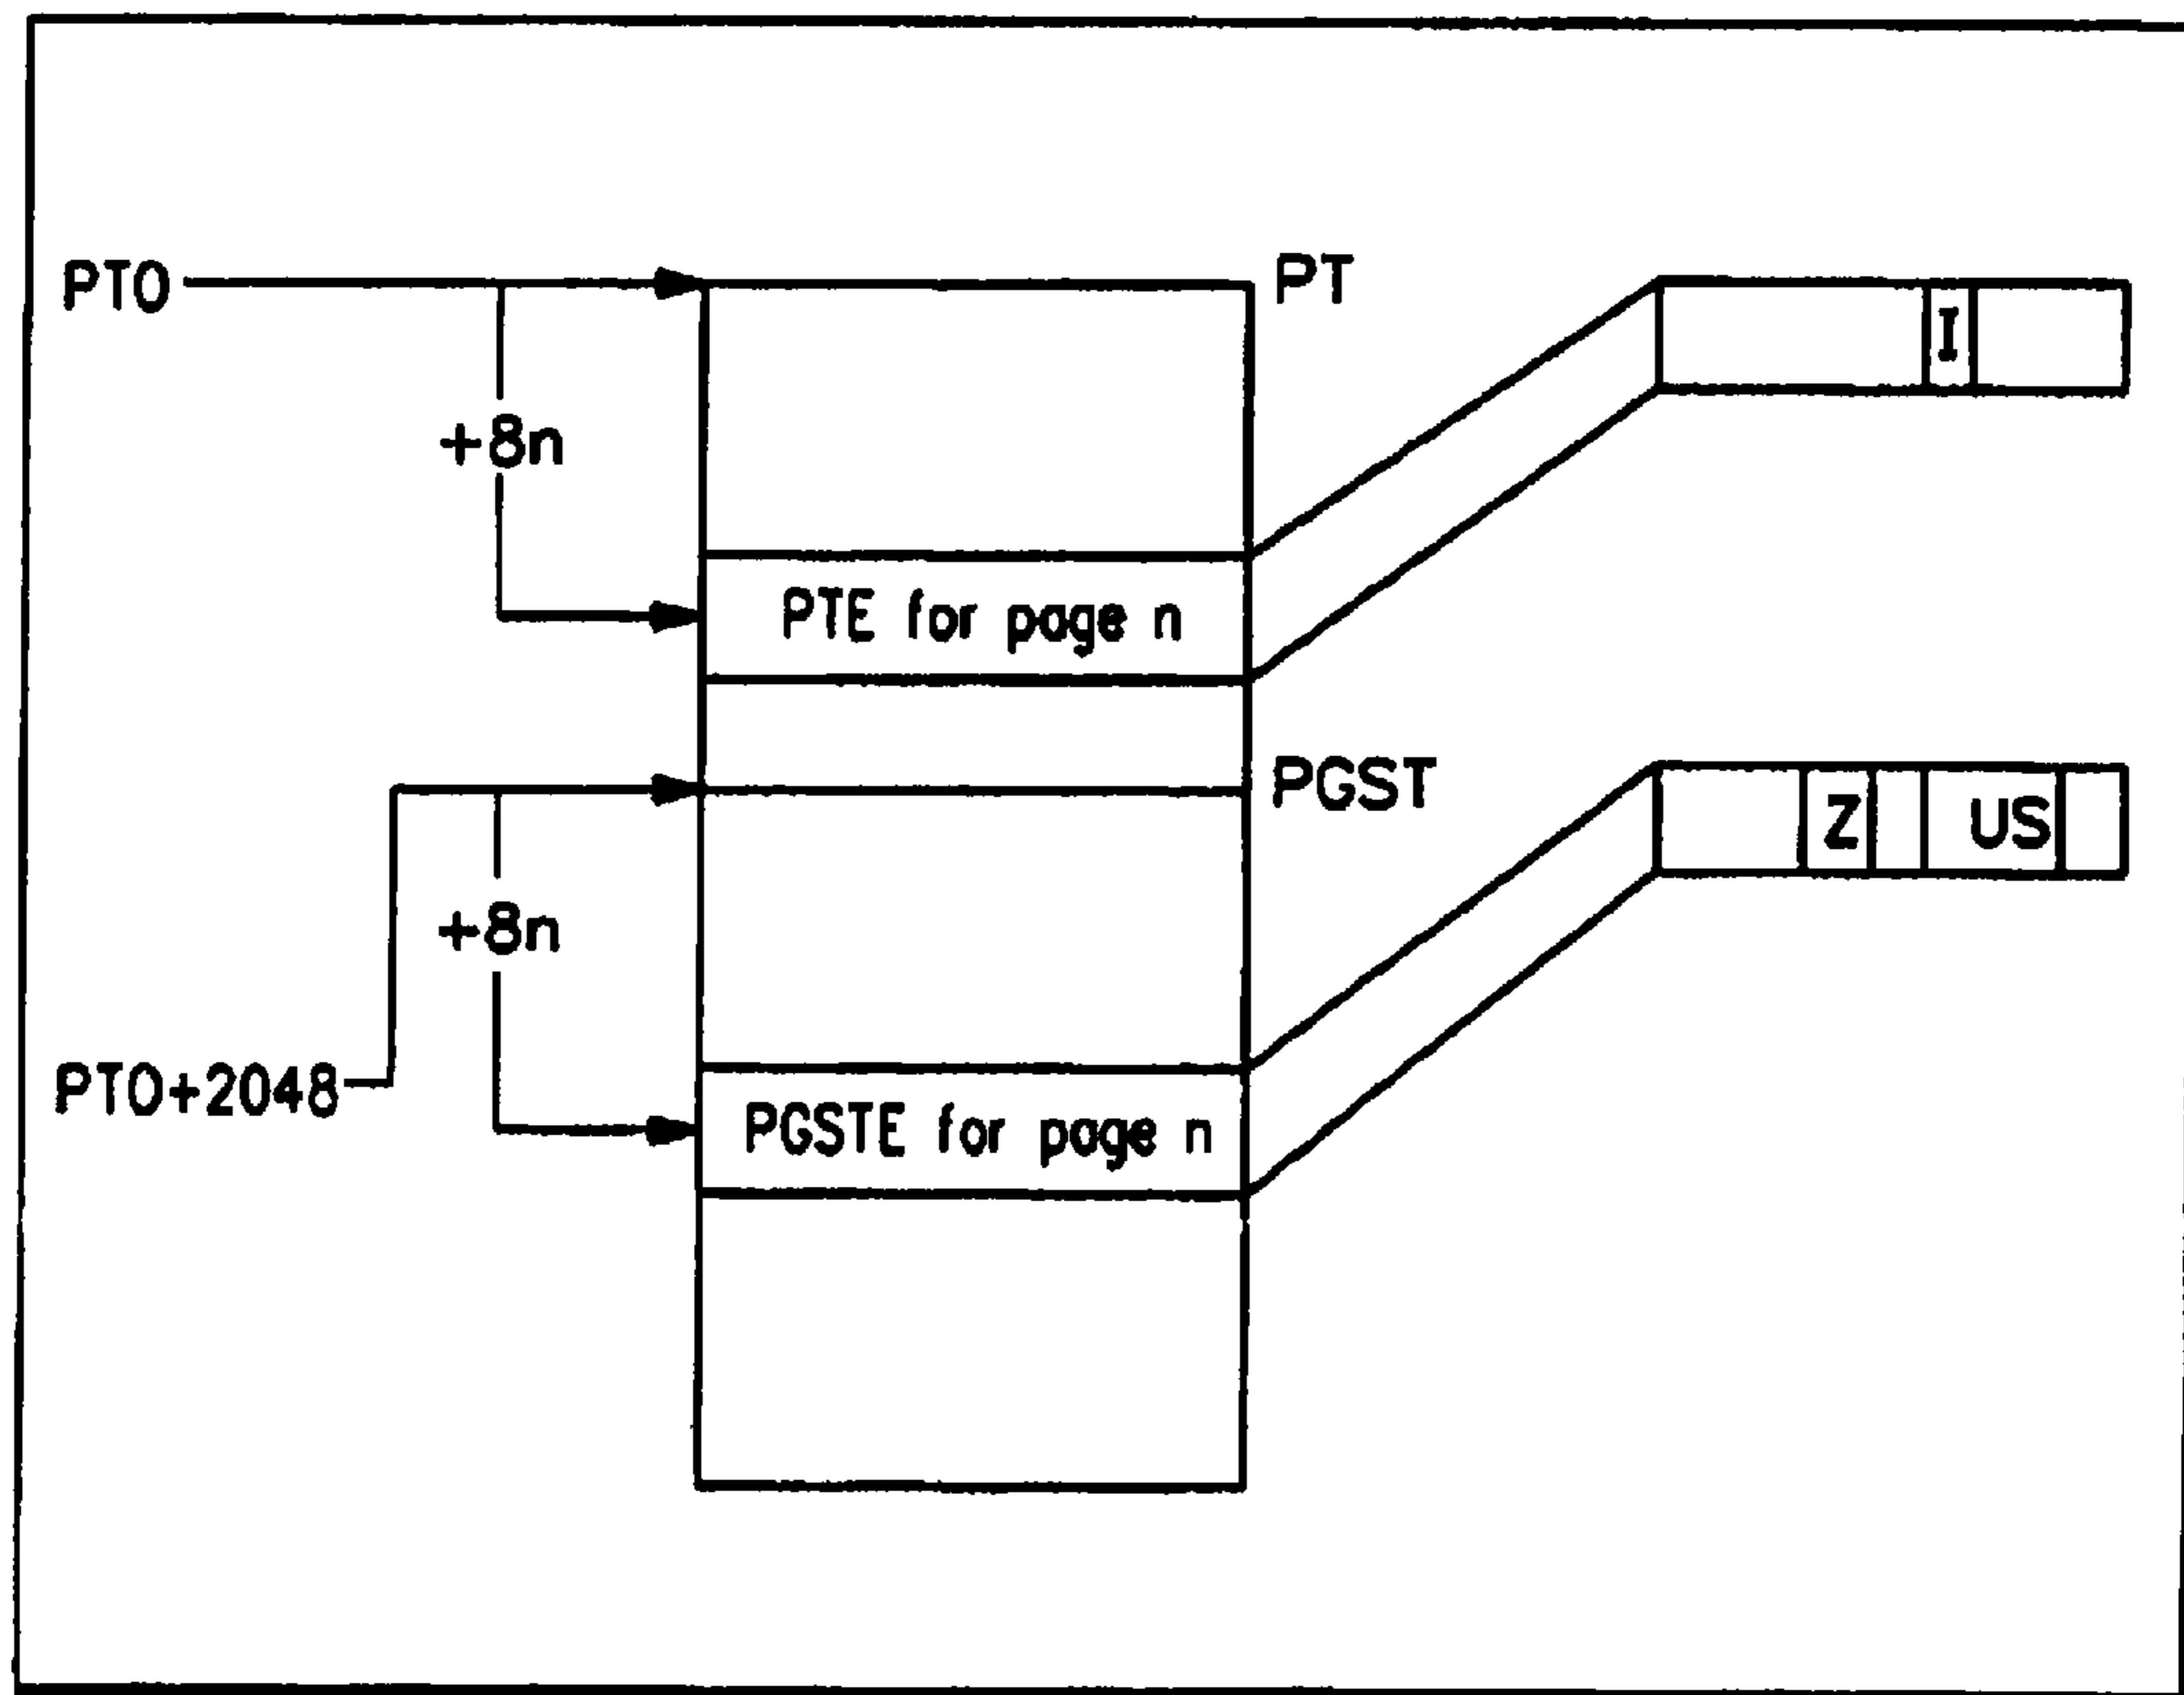 PTO
PT
I
+8n
PTE for page n
PGST
Z
US
+8n
PTO+2048
PGSTE for page n